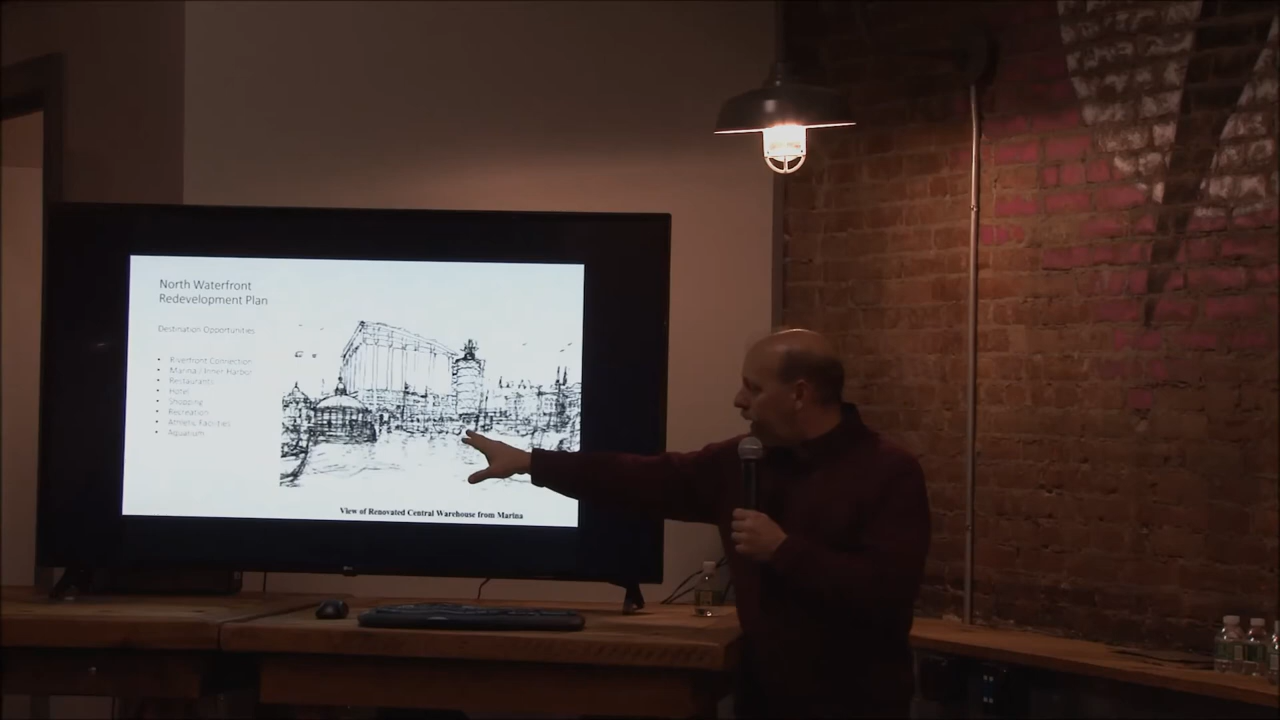 North Waterfront
Redevelopment Plan
Destination Opportunities
• Riverfront Connection
• Marina / Inner Harbor
• Restaurants
• Hotel
• Shopping
• Recreation
• Athletic Facilities
• Aquarium
View of Renovated Central Warehouse from Marina